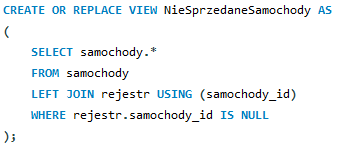 CREATE OR REPLACE VIEW NieSprzedaneSamochody AS
(
SELECT samochody.*
FROM samochody
LEFT JOIN rejestr USING (samochody_id)
WHERE rejestr.samochody_id IS NULL
);